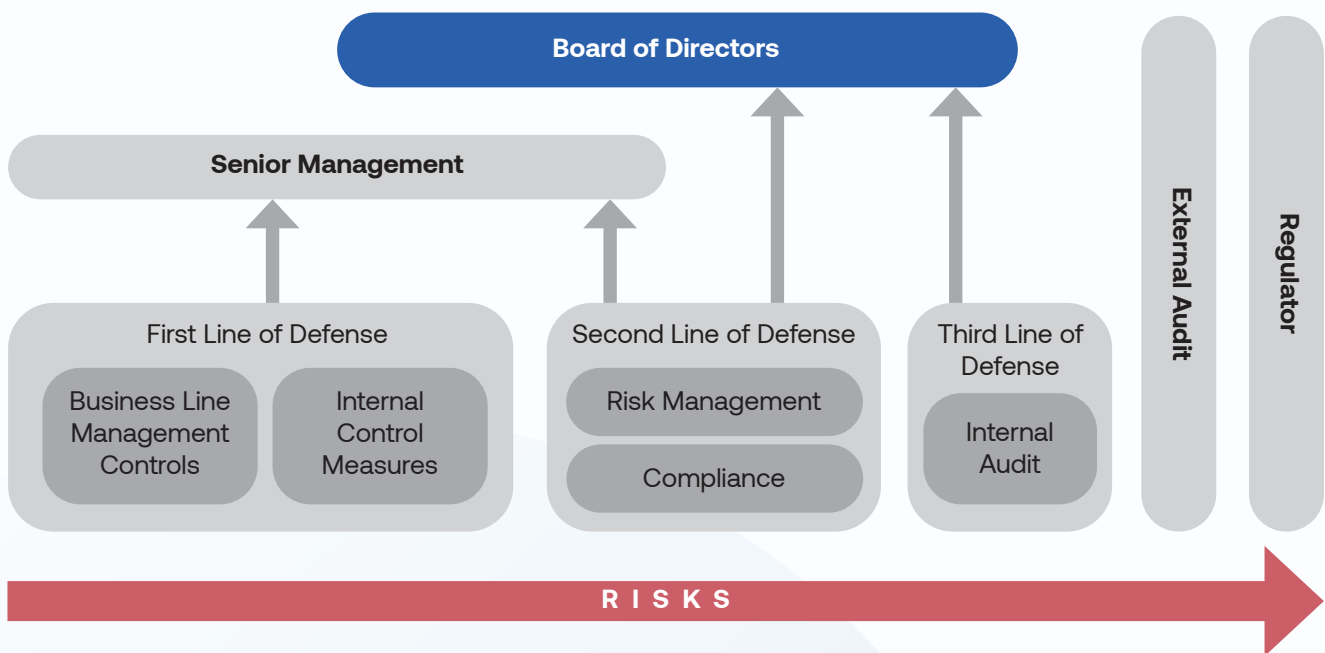 Board of Directors
Senior Management
First Line of Defense
Business Line
Management
Controls
Internal
Control
Measures
Second Line of Defense
Risk Management
Compliance
Third Line of
Defense
Internal
Audit
External Audit
Regulator
RISKS